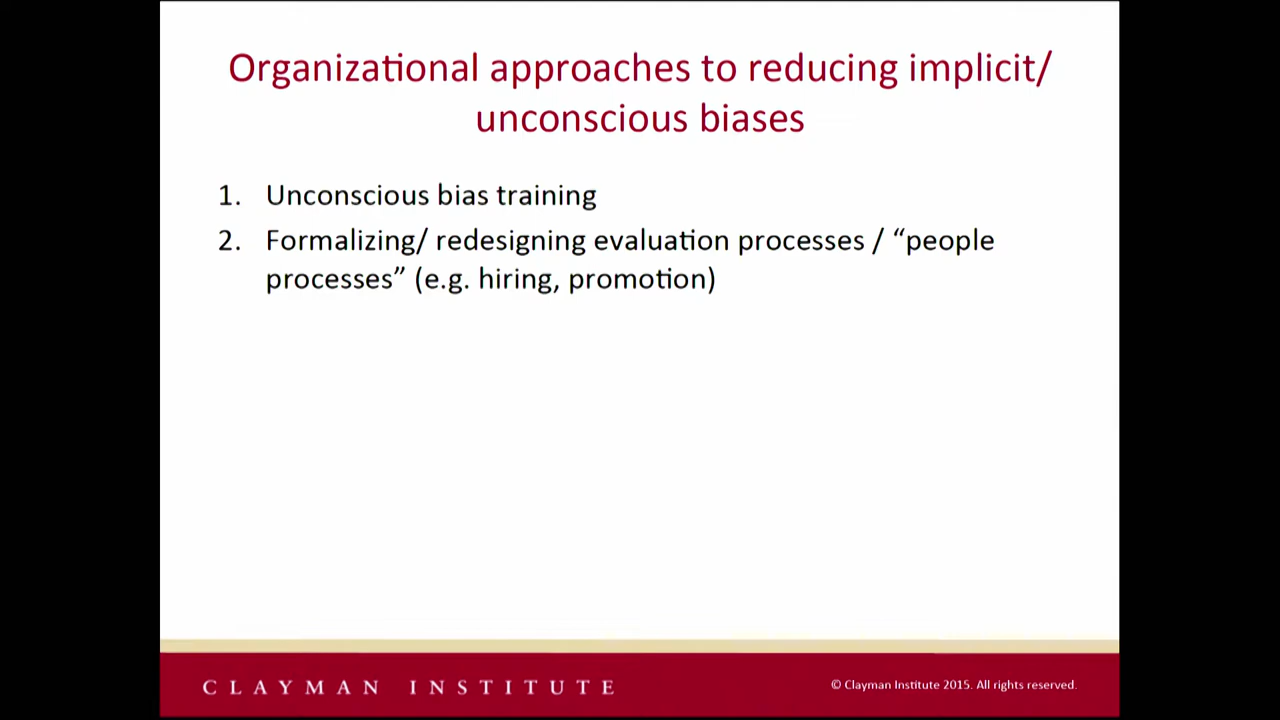 Organizational approaches to reducing implicit/
unconscious biases
1. Unconscious bias training
2. Formalizing/ redesigning evaluation processes / “people
processes” (e.g. hiring, promotion)
CLAYMAN INSTITUTE
© Clayman Institute 2015. All rights reserved.